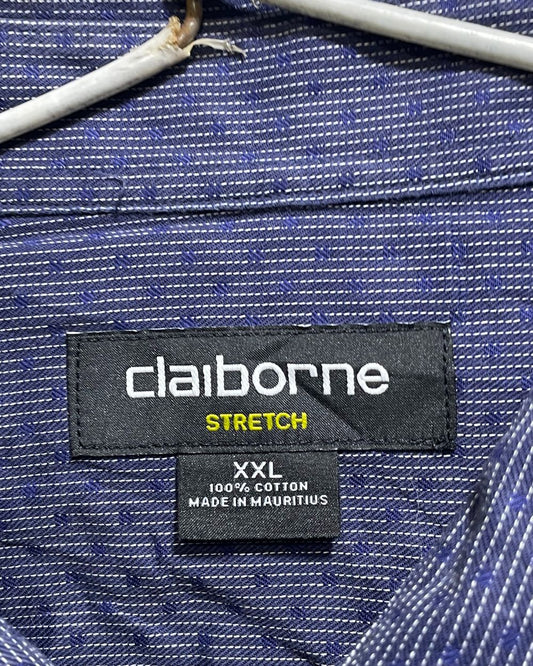 claiborne
STRETCH
XXL
100% COTTON
MADE IN MAURITIUS